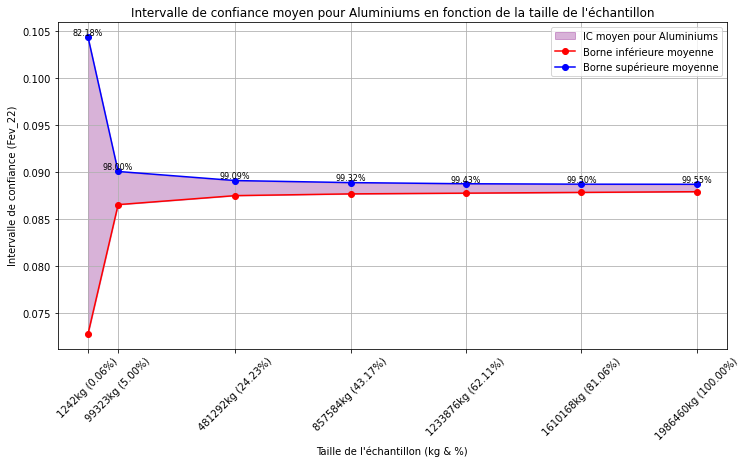 Intervalle de confiance moyen pour Aluminiums en fonction de la taille de l'échantillon
IC moyen pour Aluminiums
Borne inférieure moyenne
Borne supérieure moyenne
Intervalle de confiance (Fev_22)
0.105
0.100
0.095
0.090
0.085
0.080
0.075
82.18%
98.00%
99.09%
99.32%
99.43%
99.50%
99.55%
1242kg (0.06%)
99323kg (5.00%)
481292kg (24.23%)
857584kg (43.17%)
1233876kg (62.11%)
1610168kg (81.06%)
1986460kg (100.00%)
Taille de l'échantillon (kg & %)